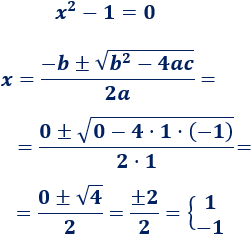 x² − 1 = 0
x = (−b ± √(b² − 4ac)) / 2a =
= (0 ± √(0 − 4 · 1 · (−1))) / 2 · 1 =
= (0 ± √4) / 2 = ±2 / 2 = { 1
−1